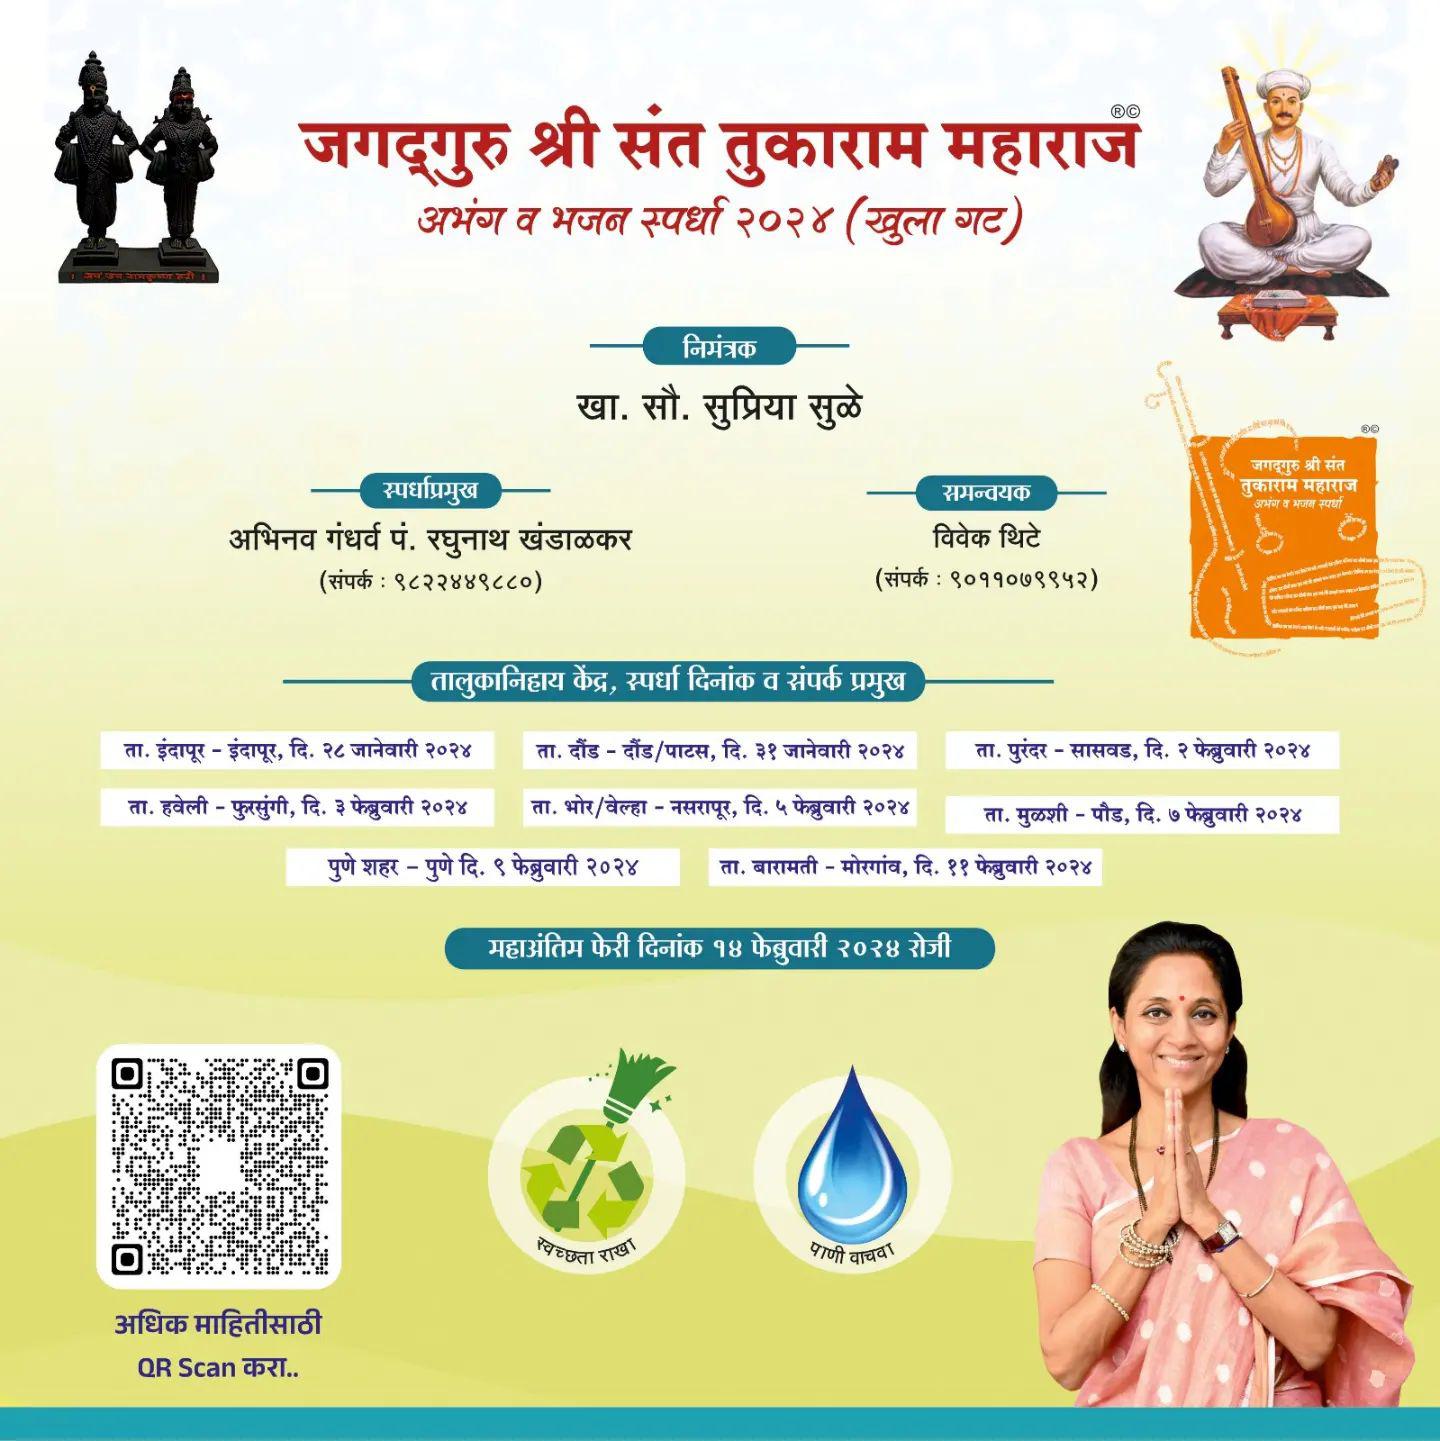 जगद्‌गुरु श्री संत तुकाराम महाराज ®©
अभंग व भजन स्पर्धा २०२४ (खुला गट)
निमंत्रक
खा. सौ. सुप्रिया सुळे
स्पर्धाप्रमुख
अभिनव गंधर्व पं. रघुनाथ खंडाळकर
(संपर्क : ९८२२४४९८८०)
समन्वयक
विवेक थिटे
(संपर्क : ९०११०७९९५२)
®©
जगद्‌गुरु श्री संत
तुकाराम महाराज
अभंग व भजन स्पर्धा
तालुकानिहाय केंद्र, स्पर्धा दिनांक व संपर्क प्रमुख
ता. इंदापूर - इंदापूर, दि. २८ जानेवारी २०२४
ता. दौंड - दौंड/पाटस, दि. ३१ जानेवारी २०२४
ता. पुरंदर - सासवड, दि. २ फेब्रुवारी २०२४
ता. हवेली - फुरसुंगी, दि. ३ फेब्रुवारी २०२४
ता. भोर/वेल्हा - नसरापूर, दि. ५ फेब्रुवारी २०२४
ता. मुळशी - पौड, दि. ७ फेब्रुवारी २०२४
पुणे शहर – पुणे दि. ९ फेब्रुवारी २०२४
ता. बारामती - मोरगांव, दि. ११ फेब्रुवारी २०२४
महाअंतिम फेरी दिनांक १४ फेब्रुवारी २०२४ रोजी
स्वच्छता राखा
पाणी वाचवा
अधिक माहितीसाठी
QR Scan करा..